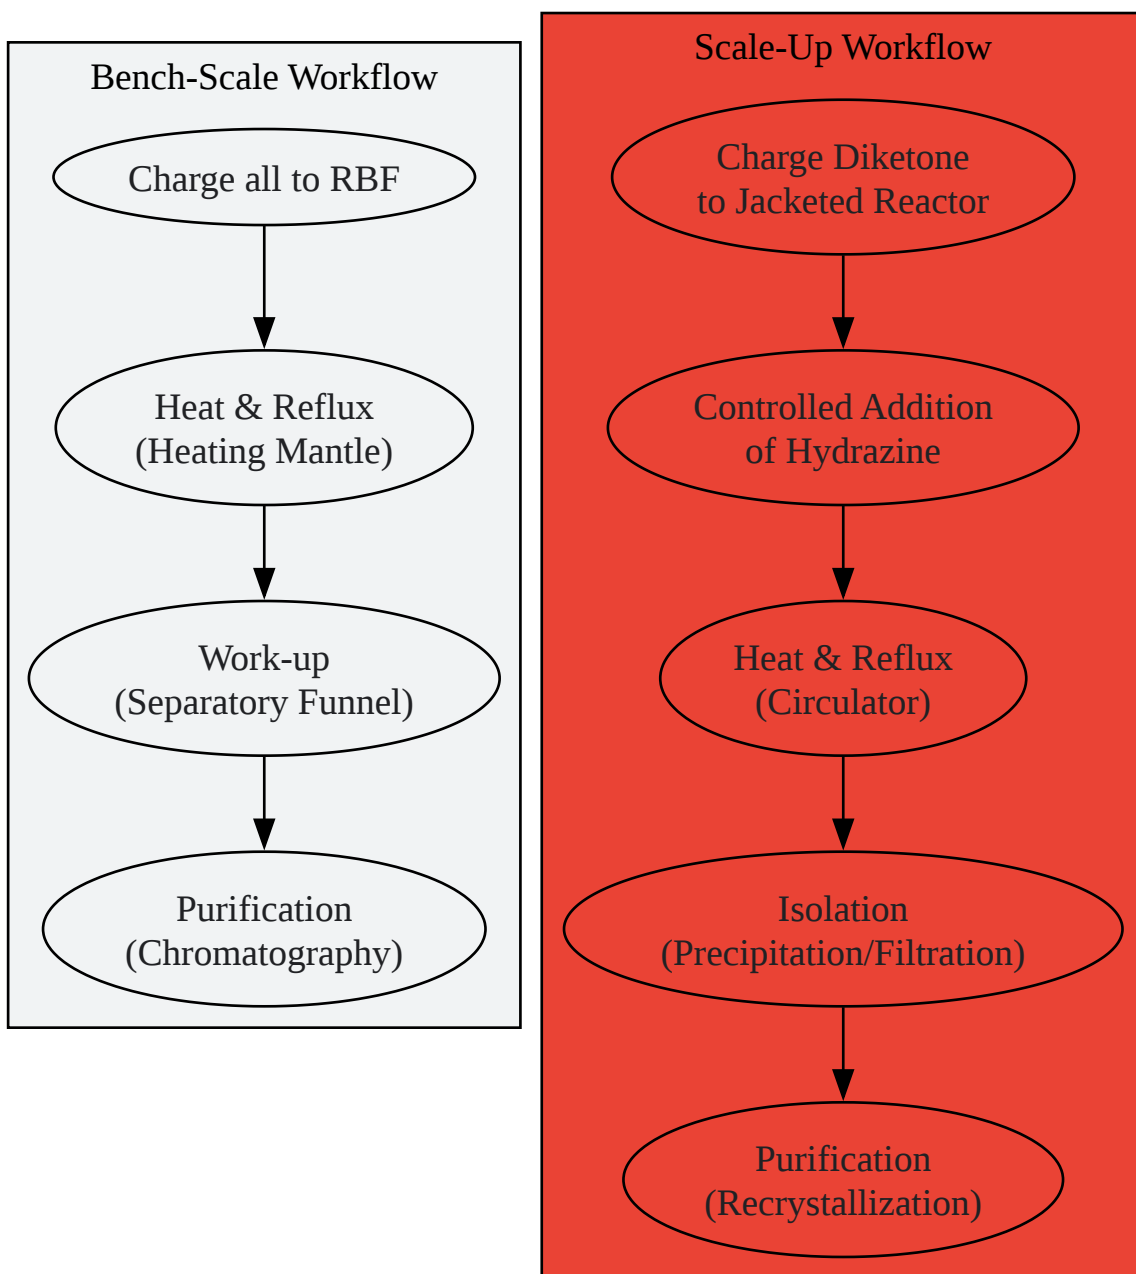 Bench-Scale Workflow
Charge all to RBF
Heat & Reflux
(Heating Mantle)
Work-up
(Separatory Funnel)
Purification
(Chromatography)
Scale-Up Workflow
Charge Diketone
to Jacketed Reactor
Controlled Addition
of Hydrazine
Heat & Reflux
(Circulator)
Isolation
(Precipitation/Filtration)
Purification
(Recrystallization)